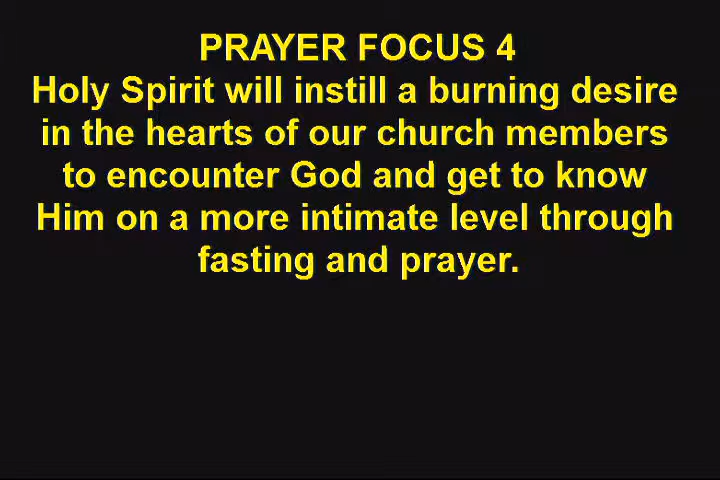 PRAYER FOCUS 4
Holy Spirit will instill a burning desire
in the hearts of our church members
to encounter God and get to know
Him on a more intimate level through
fasting and prayer.